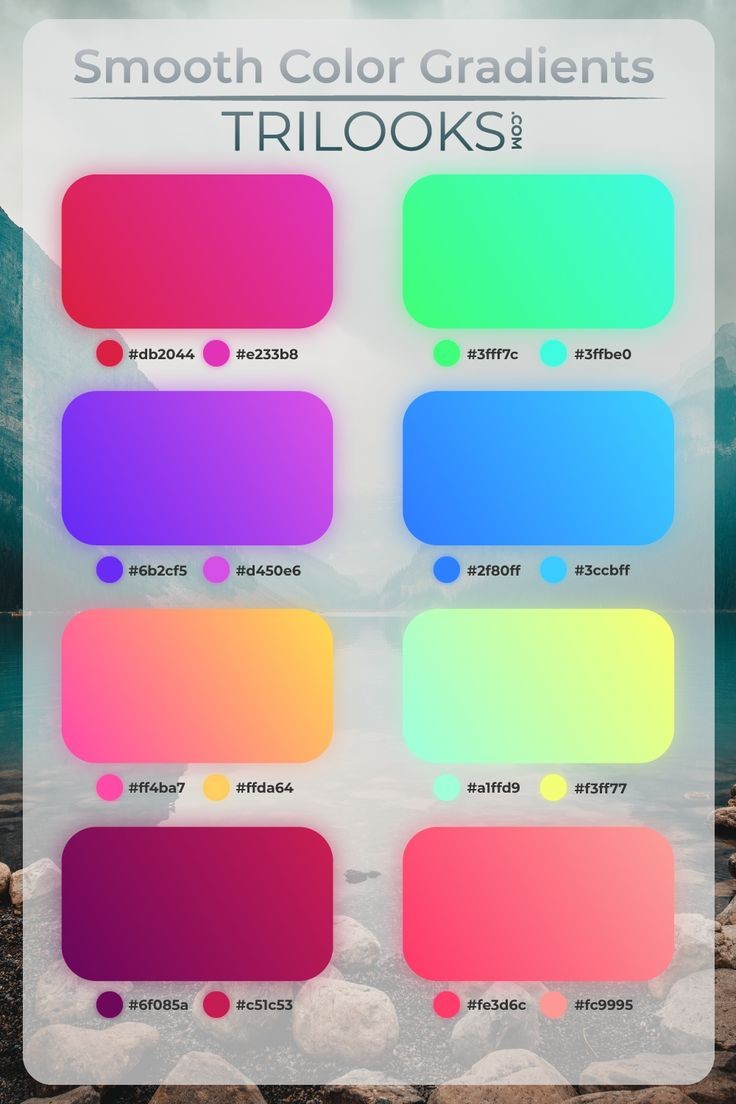 Smooth Color Gradients
TRILOOKS.COM
#db2044 #e233b8 #3fff7c #3ffbe0
#6b2cf5 #d450e6 #2f80ff #3ccbff
#ff4ba7 #ffda64 #a1ffd9 #f3ff77
#6f085a #c51c53 #fe3d6c #fc9995